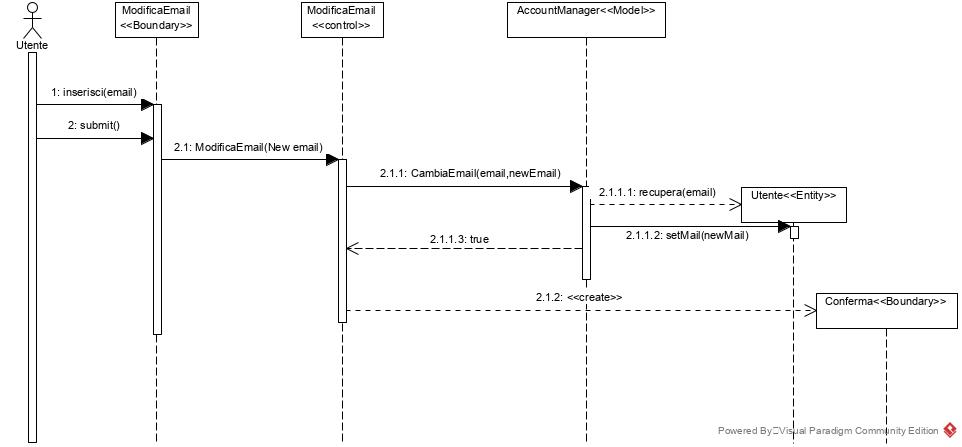 ModificaEmail
<<Boundary>>
ModificaEmail
<<control>>
AccountManager<<Model>>
Utente
1: inserisci(email)
2: submit()
2.1: ModificaEmail(New email)
2.1.1: CambiaEmail(email,newEmail)
2.1.1.1: recupera(email)
Utente<<Entity>>
2.1.1.2: setMail(newMail)
2.1.1.3: true
2.1.2: <<create>>
Conferma<<Boundary>>
Powered By Visual Paradigm Community Edition